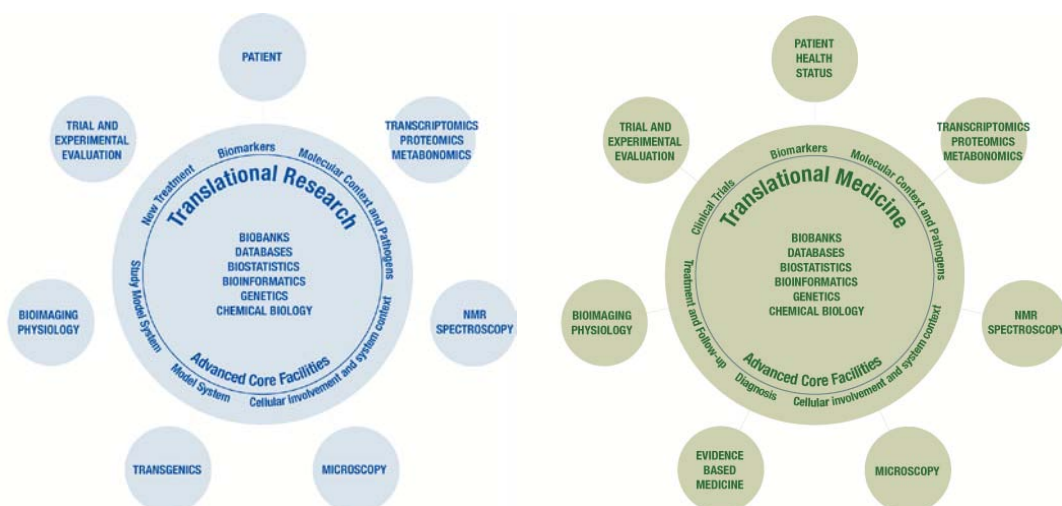 PATIENT
TRIAL AND
EXPERIMENTAL
EVALUATION
TRANSCRIPTOMICS
PROTEOMICS
METABONOMICS
New Treatment
Biomarkers
Molecular Context and Pathogens
Translational Research
BIOBANKS
DATABASES
BIOSTATISTICS
BIOINFORMATICS
GENETICS
CHEMICAL BIOLOGY
Study Model System
BIOIMAGING
PHYSIOLOGY
NMR
SPECTROSCOPY
Advanced Core Facilities
Model System
Cellular involvement and system context
TRANSGENICS
MICROSCOPY
PATIENT
HEALTH
STATUS
TRIAL AND
EXPERIMENTAL
EVALUATION
TRANSCRIPTOMICS
PROTEOMICS
METABONOMICS
Clinical Trials
Biomarkers
Molecular Context and Pathogens
Translational Medicine
BIOBANKS
DATABASES
BIOSTATISTICS
BIOINFORMATICS
GENETICS
CHEMICAL BIOLOGY
Treatment and Follow-up
BIOIMAGING
PHYSIOLOGY
NMR
SPECTROSCOPY
Advanced Core Facilities
Diagnosis
Cellular involvement and system context
EVIDENCE
BASED
MEDICINE
MICROSCOPY